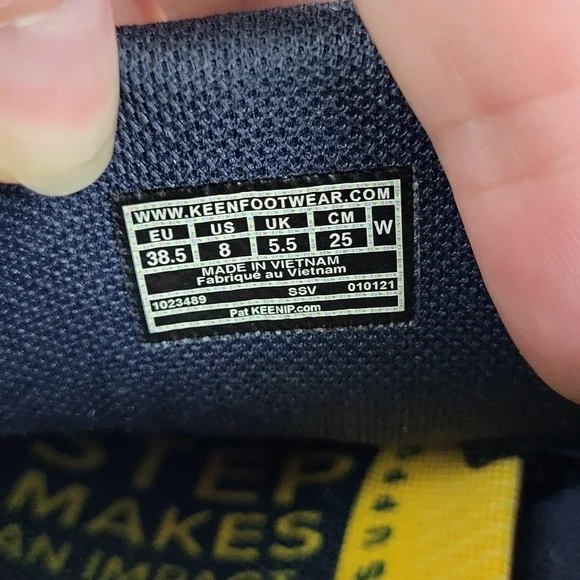 WWW.KEENFOOTWEAR.COM
EU US UK CM W
38.5 8 5.5 25
MADE IN VIETNAM
Fabriqué au Vietnam
1023489 SSV 010121
Pat KEENIP.com
STEP
MAKES
AN IMPACT